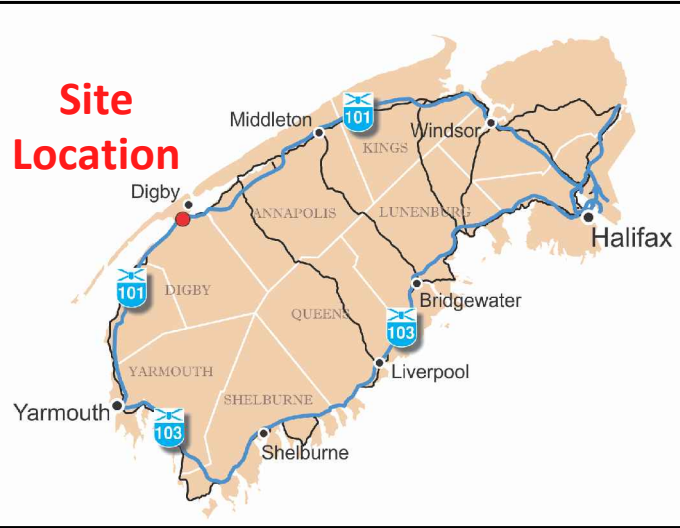 Site
Location
Middleton
101
Windsor
KINGS
Digby
ANNAPOLIS
LUNENBURG
Halifax
101
DIGBY
Bridgewater
QUEENS
103
YARMOUTH
Liverpool
SHELBURNE
Yarmouth
103
Shelburne